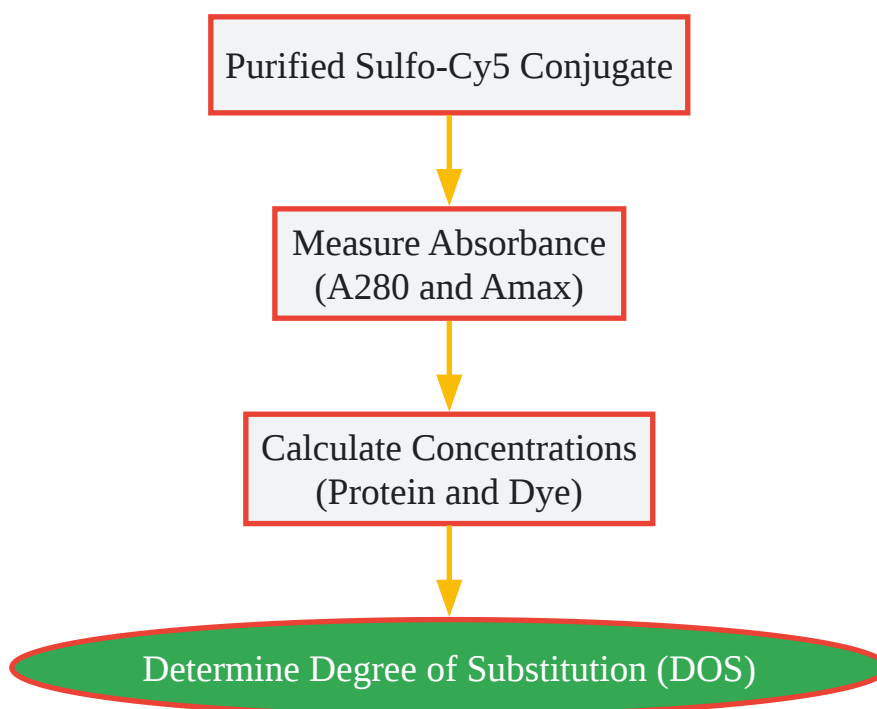 Purified Sulfo-Cy5 Conjugate
Measure Absorbance
(A280 and Amax)
Calculate Concentrations
(Protein and Dye)
Determine Degree of Substitution (DOS)